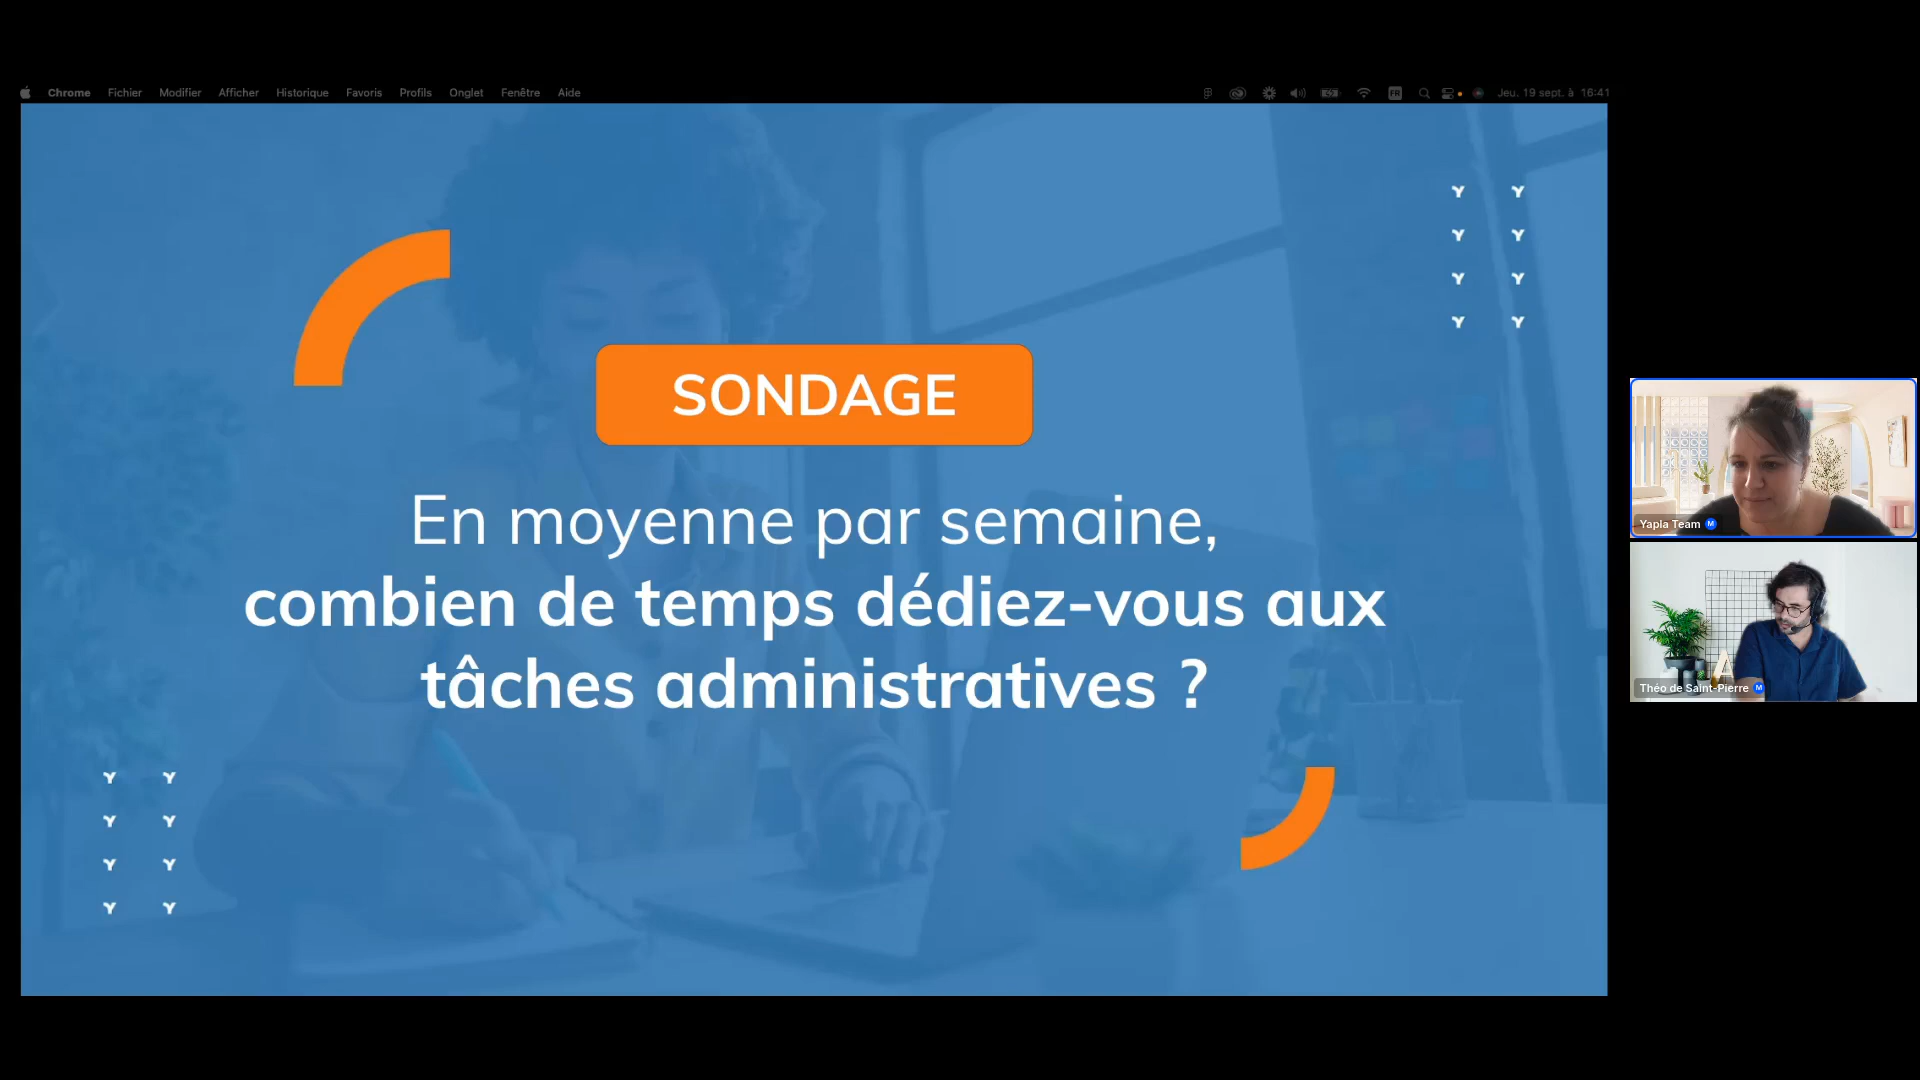 Chrome Fichier Modifier Afficher Historique Favoris Profils Onglet Fenêtre Aide
FR Jeu. 19 sept. à 16:41
SONDAGE
En moyenne par semaine,
combien de temps dédiez-vous aux
tâches administratives ?
Yapla Team M
Théo de Saint-Pierre M